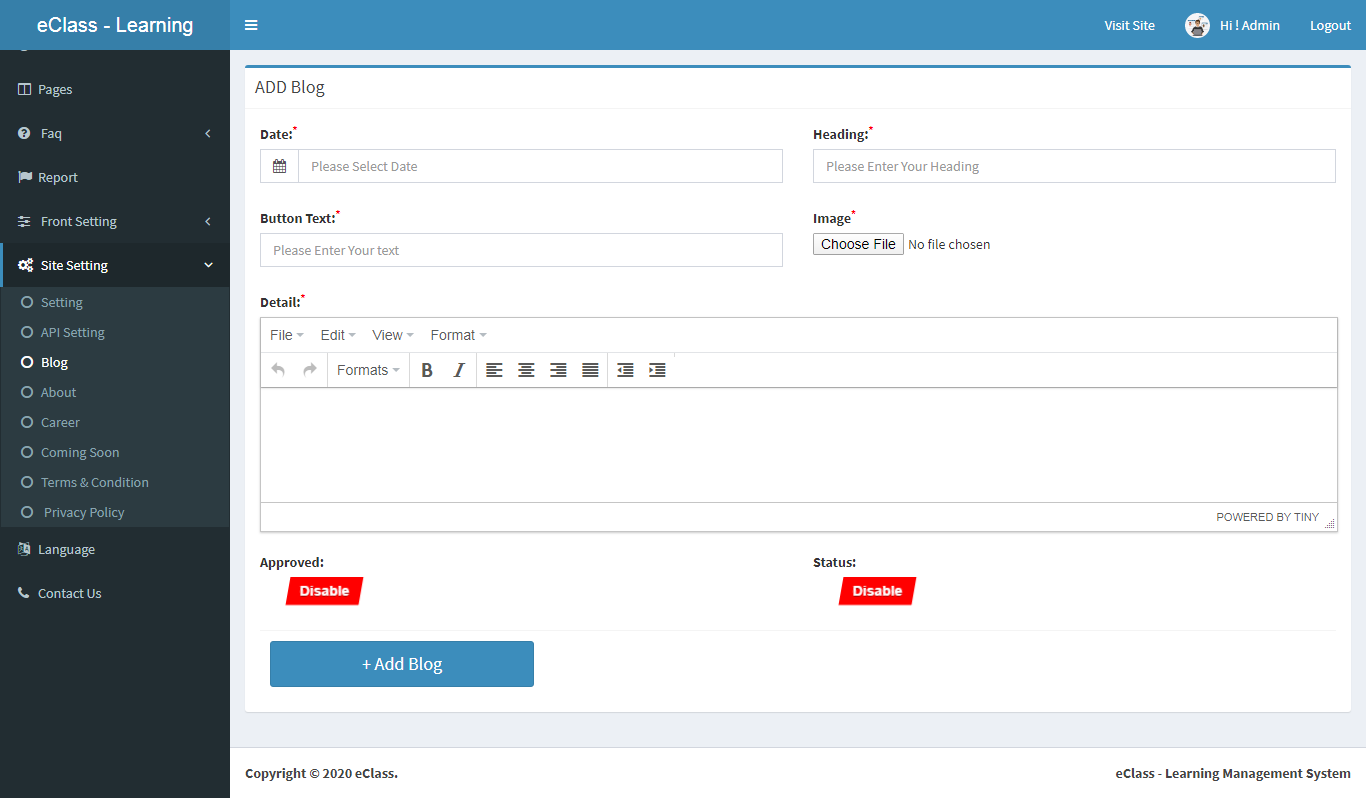 eClass - Learning
Visit Site
Hi ! Admin
Logout
Pages
Faq
Report
Front Setting
Site Setting
Setting
API Setting
Blog
About
Career
Coming Soon
Terms & Condition
Privacy Policy
Language
Contact Us
ADD Blog
Date:*
Please Select Date
Heading:*
Please Enter Your Heading
Button Text:*
Please Enter Your text
Image*
Choose File No file chosen
Detail:*
File Edit View Format
Formats B I
POWERED BY TINY
Approved:
Disable
Status:
Disable
+ Add Blog
Copyright © 2020 eClass.
eClass - Learning Management System